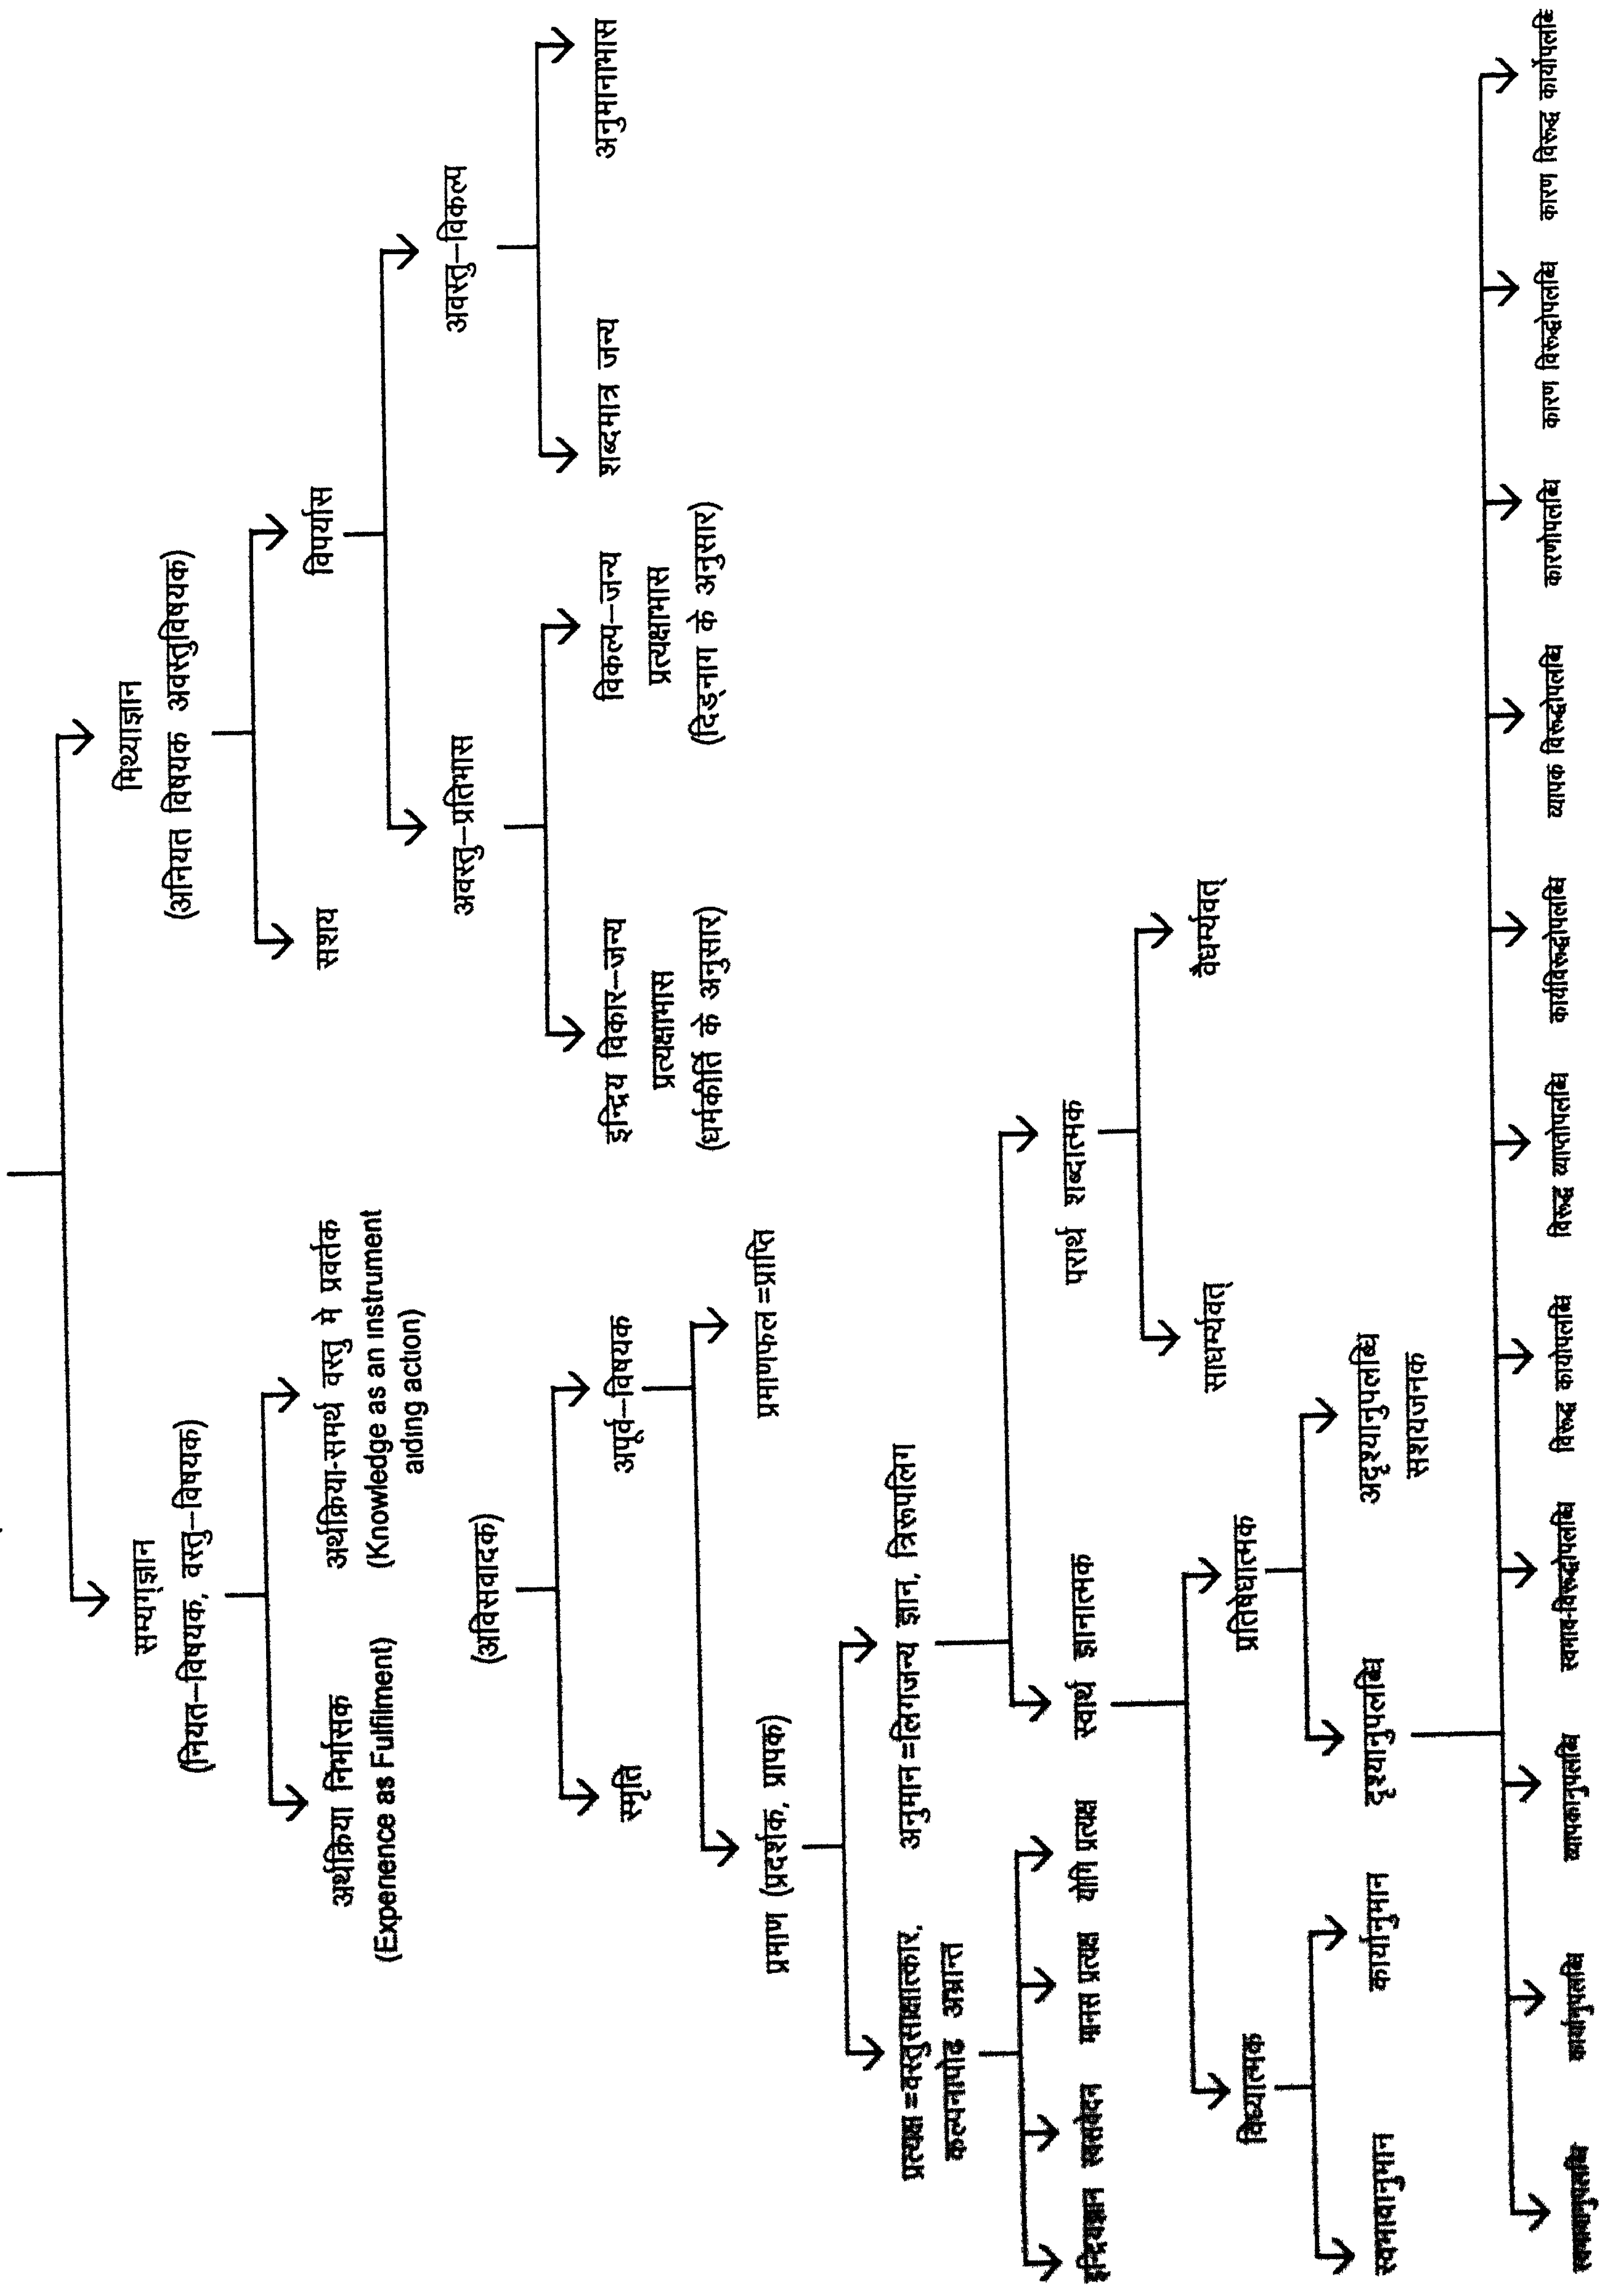 सम्यग्ज्ञान
(नियत–विषयक, वस्तु–विषयक)
मिथ्याज्ञान
(अनियत विषयक अवस्तुविषयक)
अर्थक्रिया निर्भासक
(Experience as Fulfilment)
अर्थक्रिया-समर्थ वस्तु मे प्रवर्तक
(Knowledge as an instrument
aiding action)
सशय
विपर्यास
(अविसवादक)
अवस्तु–प्रतिभास
अवस्तु–विकल्प
स्मृति
अपूर्व–विषयक
इन्द्रिय विकार–जन्य
प्रत्यक्षाभास
(धर्मकीर्ति के अनुसार)
विकल्प–जन्य
प्रत्यक्षाभास
(दिङ्नाग के अनुसार)
शब्दमात्र जन्य
अनुमानाभास
प्रमाण (प्रदर्शक, प्रापक)
प्रमाणफल =प्राप्ति
प्रत्यक्ष =वस्तुसाक्षात्कार,
कल्पनापोढ अभ्रान्त
अनुमान =लिगजन्य ज्ञान, त्रिरूपलिग
इन्द्रियज्ञान
स्वसवेदन
मानस प्रत्यक्ष
योगि प्रत्यक्ष
स्वार्थ ज्ञानात्मक
परार्थ शब्दात्मक
विध्यात्मक
प्रतिषेधात्मक
साधर्म्यवत्
वैधर्म्यवत्
स्वभावानुमान
कार्यानुमान
दृश्यानुपलब्धि
अदृश्यानुपलब्धि
सशयजनक
स्वभावानुपलब्धि
कार्यानुपलब्धि
व्यापकानुपलब्धि
स्वभाव-विरूद्धोपलब्धि
विरूद्ध कार्योपलब्धि
विरूद्ध व्याप्तोपलब्धि
कार्यविरूद्धोपलब्धि
व्यापक विरूद्धोपलब्धि
कारणोपलब्धि
कारण विरूद्धोपलब्धि
कारण विरूद्ध कार्योपलब्धि